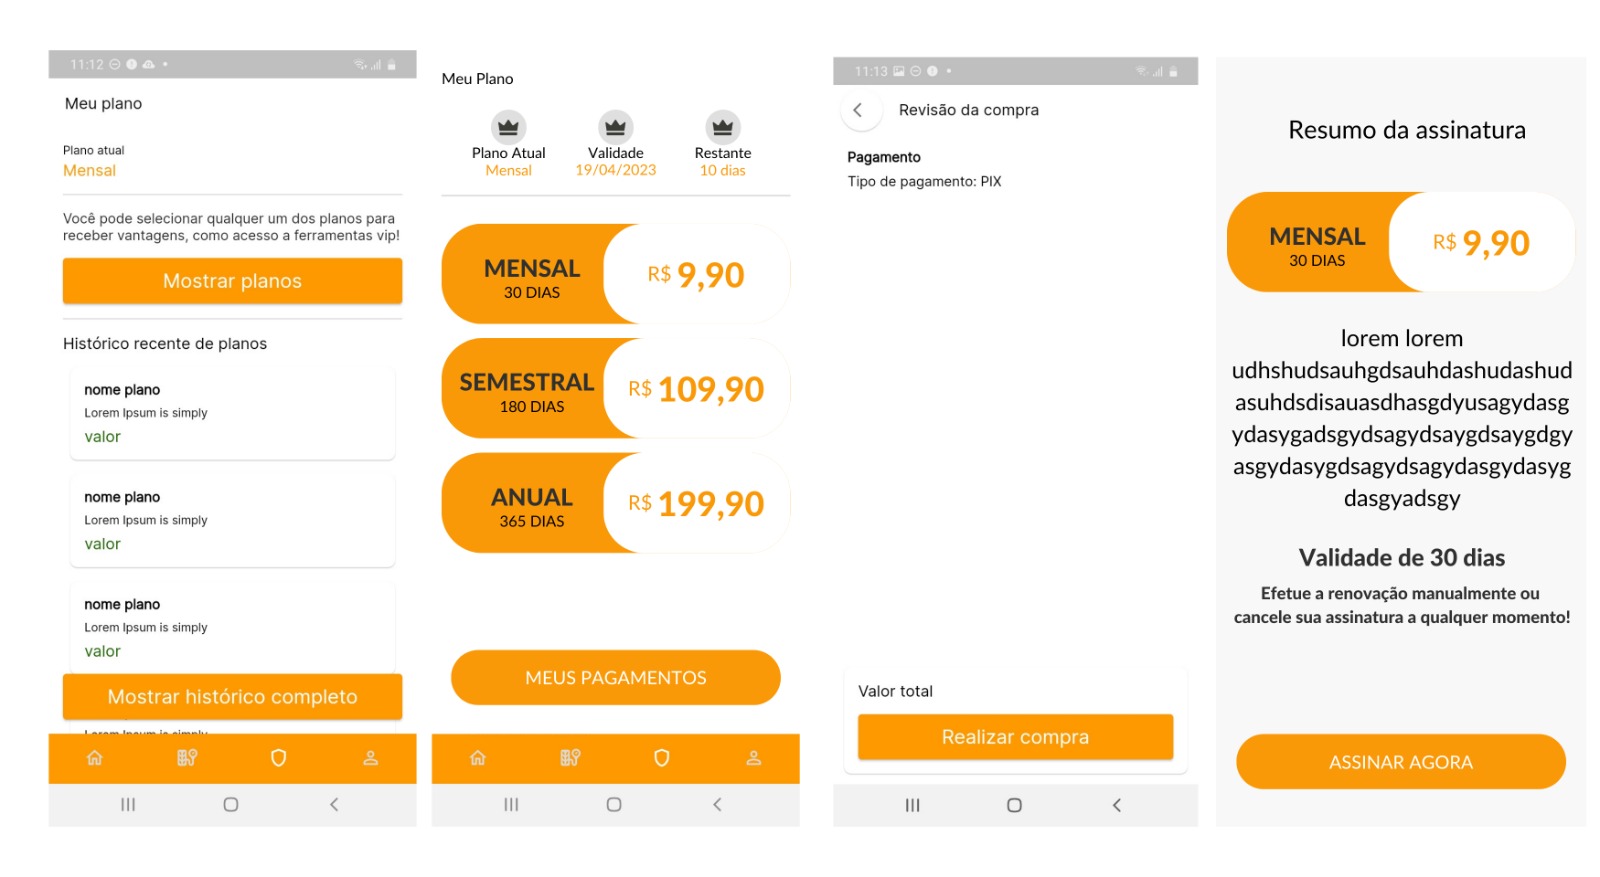 11:12
Meu plano
Plano atual
Mensal
Você pode selecionar qualquer um dos planos para
receber vantagens, como acesso a ferramentas vip!
Mostrar planos
Histórico recente de planos
nome plano
Lorem Ipsum is simply
valor
nome plano
Lorem Ipsum is simply
valor
nome plano
Lorem Ipsum is simply
valor
Mostrar histórico completo
Lorem Ipsum is simply
Meu Plano
Plano Atual
Mensal
Validade
19/04/2023
Restante
10 dias
MENSAL
30 DIAS
R$ 9,90
SEMESTRAL
180 DIAS
R$ 109,90
ANUAL
365 DIAS
R$ 199,90
MEUS PAGAMENTOS
11:13
Revisão da compra
Pagamento
Tipo de pagamento: PIX
Valor total
Realizar compra
Resumo da assinatura
MENSAL
30 DIAS
R$ 9,90
lorem lorem
udhshudsauhgdsauhdashudashud
asuhdsdisauasdhasgdyusagydasg
ydasygadsgydsagydsaygdsaygdgy
asgydasygdsagydsagydasgydasyg
dasgyadsgy
Validade de 30 dias
Efetue a renovação manualmente ou
cancele sua assinatura a qualquer momento!
ASSINAR AGORA